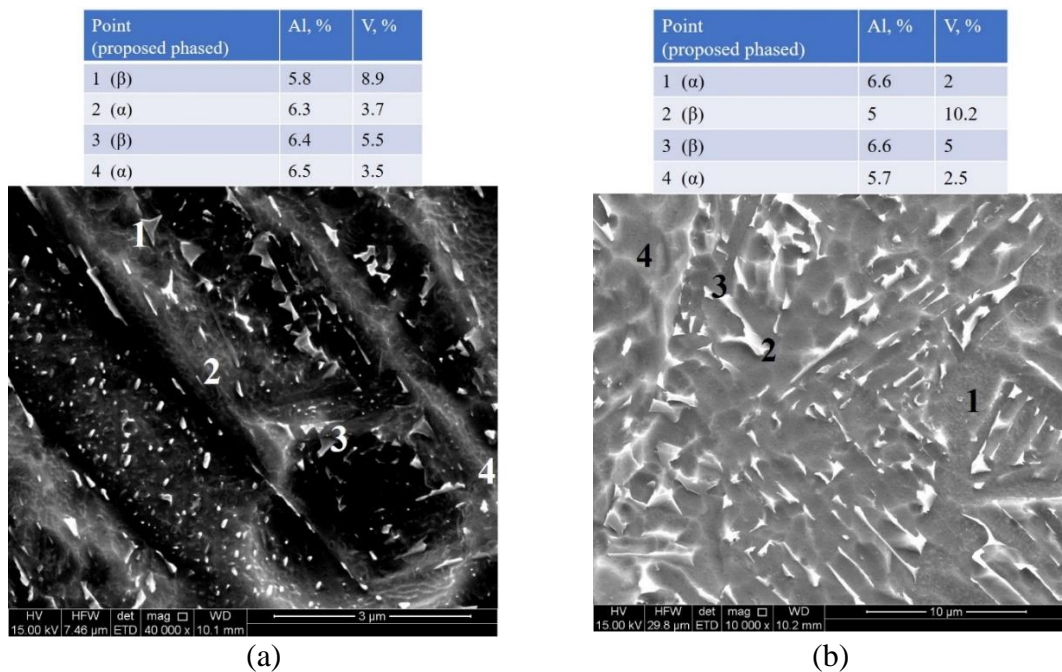 Point
(proposed phased) Al, % V, %
1 (β) 5.8 8.9
2 (α) 6.3 3.7
3 (β) 6.4 5.5
4 (α) 6.5 3.5
1
2
3
4
HV HFW det mag □ WD
15.00 kV 7.46 µm ETD 40 000 x 10.1 mm
3 µm
(a)
Point
(proposed phased) Al, % V, %
1 (α) 6.6 2
2 (β) 5 10.2
3 (β) 6.6 5
4 (α) 5.7 2.5
4
3
2
1
HV HFW det mag □ WD
15.00 kV 29.8 µm ETD 10 000 x 10.2 mm
10 µm
(b)